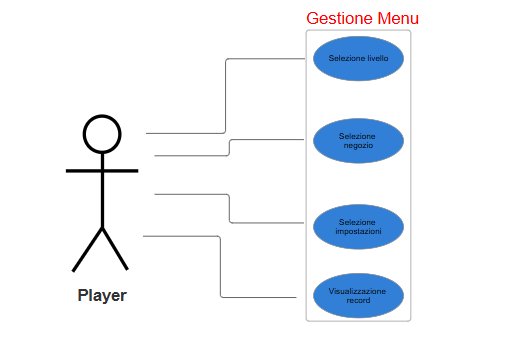 Gestione Menu
Selezione livello
Selezione
negozio
Selezione
impostazioni
Visualizzazione
record
Player